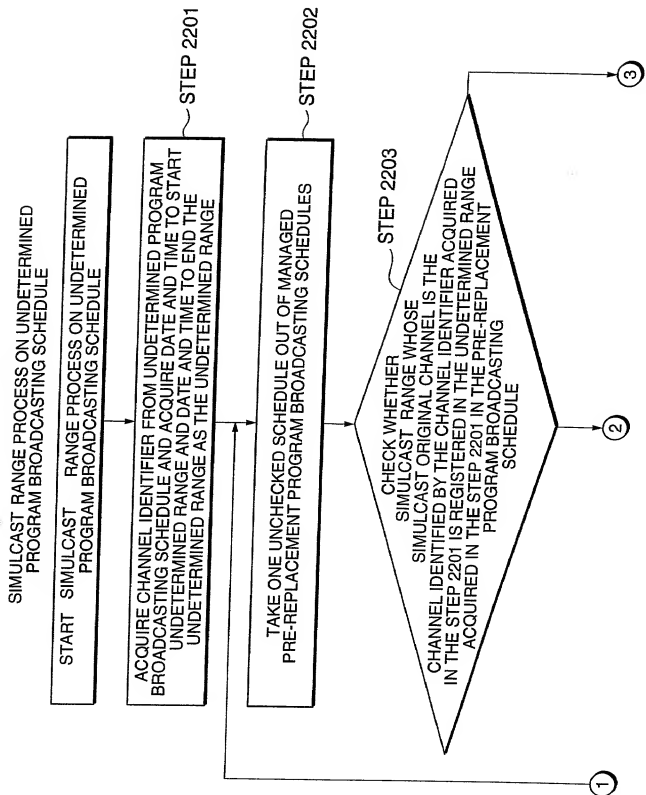 SIMULCAST RANGE PROCESS ON UNDETERMINED
PROGRAM BROADCASTING SCHEDULE
START SIMULCAST RANGE PROCESS ON UNDETERMINED
PROGRAM BROADCASTING SCHEDULE
STEP 2201
ACQUIRE CHANNEL IDENTIFIER FROM UNDETERMINED PROGRAM
BROADCASTING SCHEDULE AND ACQUIRE DATE AND TIME TO START
UNDETERMINED RANGE AND DATE AND TIME TO END THE
UNDETERMINED RANGE AS THE UNDETERMINED RANGE
STEP 2202
TAKE ONE UNCHECKED SCHEDULE OUT OF MANAGED
PRE-REPLACEMENT PROGRAM BROADCASTING SCHEDULES
STEP 2203
CHECK WHETHER
SIMULCAST RANGE WHOSE
SIMULCAST ORIGINAL CHANNEL IS THE
CHANNEL IDENTIFIED BY THE CHANNEL IDENTIFIER ACQUIRED
IN THE STEP 2201 IS REGISTERED IN THE UNDETERMINED RANGE
ACQUIRED IN THE STEP 2201 IN THE PRE-REPLACEMENT
PROGRAM BROADCASTING
SCHEDULE
1
2
3